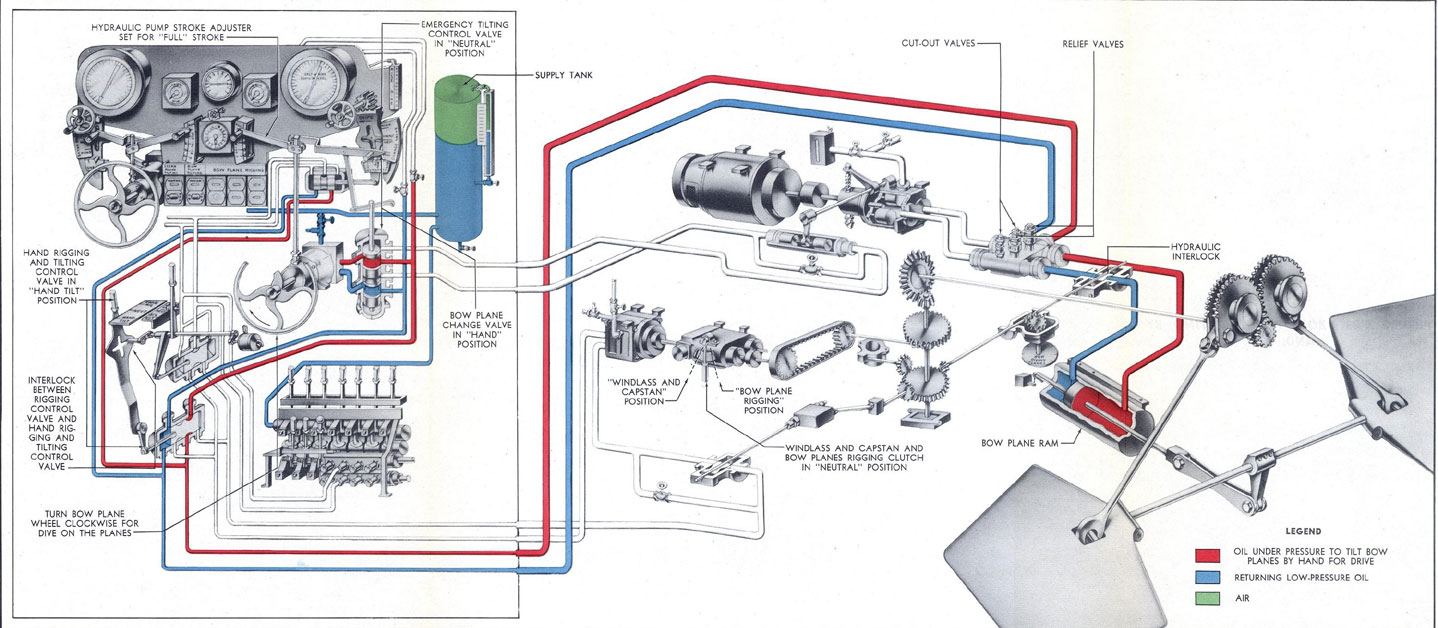 HYDRAULIC PUMP STROKE ADJUSTER
SET FOR "FULL" STROKE
EMERGENCY TILTING
CONTROL VALVE
IN "NEUTRAL"
POSITION
SUPPLY TANK
CUT-OUT VALVES
RELIEF VALVES
BOW PLANE RIGGING
HAND RIGGING
AND TILTING
CONTROL
VALVE IN
"HAND TILT"
POSITION
HYDRAULIC
INTERLOCK
BOW PLANE
CHANGE VALVE
IN "HAND"
POSITION
INTERLOCK
BETWEEN
RIGGING
CONTROL
VALVE AND
HAND RIG-
GING AND
TILTING
CONTROL
VALVE
"WINDLASS AND
CAPSTAN"
POSITION
"BOW PLANE
RIGGING"
POSITION
WINDLASS AND CAPSTAN AND
BOW PLANES RIGGING CLUTCH
IN "NEUTRAL" POSITION
BOW PLANE RAM
TURN BOW PLANE
WHEEL CLOCKWISE FOR
DIVE ON THE PLANES
LEGEND
OIL UNDER PRESSURE TO TILT BOW
PLANES BY HAND FOR DRIVE
RETURNING LOW-PRESSURE OIL
AIR